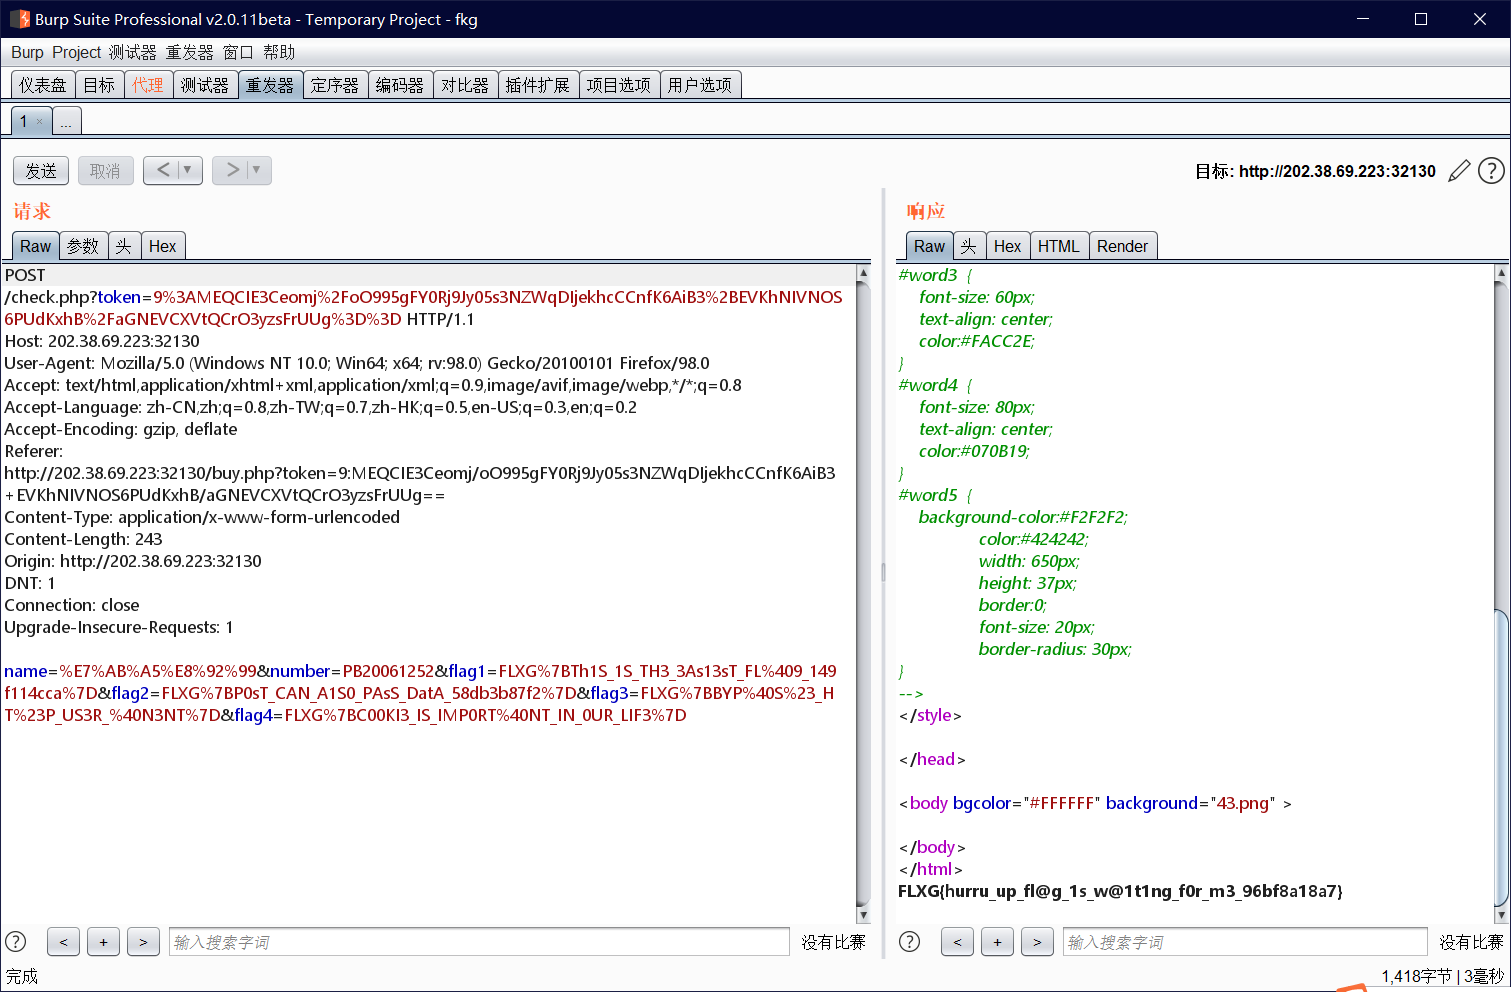 Burp Suite Professional v2.0.11beta - Temporary Project - fkg
Burp Project 测试器 重发器 窗口 帮助
仪表盘 目标 代理 测试器 重发器 定序器 编码器 对比器 插件扩展 项目选项 用户选项
1 × ...
发送 取消 < > 目标: http://202.38.69.223:32130
请求
Raw 参数 头 Hex
POST
/check.php?token=9%3AMEQCIE3Ceomj%2FoO995gFY0Rj9Jy05s3NZWqDIjekhcCCnfK6AiB3%2BEVKhNIVNOS
6PUdKxhB%2FaGNEVCXVtQCrO3yzsFrUUg%3D%3D HTTP/1.1
Host: 202.38.69.223:32130
User-Agent: Mozilla/5.0 (Windows NT 10.0; Win64; x64; rv:98.0) Gecko/20100101 Firefox/98.0
Accept: text/html,application/xhtml+xml,application/xml;q=0.9,image/avif,image/webp,*/*;q=0.8
Accept-Language: zh-CN,zh;q=0.8,zh-TW;q=0.7,zh-HK;q=0.5,en-US;q=0.3,en;q=0.2
Accept-Encoding: gzip, deflate
Referer:
http://202.38.69.223:32130/buy.php?token=9:MEQCIE3Ceomj/oO995gFY0Rj9Jy05s3NZWqDIjekhcCCnfK6AiB3
+EVKhNIVNOS6PUdKxhB/aGNEVCXVtQCrO3yzsFrUUg==
Content-Type: application/x-www-form-urlencoded
Content-Length: 243
Origin: http://202.38.69.223:32130
DNT: 1
Connection: close
Upgrade-Insecure-Requests: 1
name=%E7%AB%A5%E8%92%99&number=PB20061252&flag1=FLXG%7BTh1S_1S_TH3_3As13sT_FL%409_149
f114cca%7D&flag2=FLXG%7BP0sT_CAN_A1S0_PAsS_DatA_58db3b87f2%7D&flag3=FLXG%7BBYP%40S%23_H
T%23P_US3R_%40N3NT%7D&flag4=FLXG%7BC00KI3_IS_IMP0RT%40NT_IN_0UR_LIF3%7D
? < + > 输入搜索字词 没有比赛
响应
Raw 头 Hex HTML Render
#word3 {
font-size: 60px;
text-align: center;
color:#FACC2E;
}
#word4 {
font-size: 80px;
text-align: center;
color:#070B19;
}
#word5 {
background-color:#F2F2F2;
color:#424242;
width: 650px;
height: 37px;
border:0;
font-size: 20px;
border-radius: 30px;
}
-->
</style>
</head>
<body bgcolor="#FFFFFF" background="43.png" >
</body>
</html>
FLXG{hurru_up_fl@g_1s_w@1t1ng_f0r_m3_96bf8a18a7}
? < + > 输入搜索字词 没有比赛
完成 1,418字节 | 3毫秒